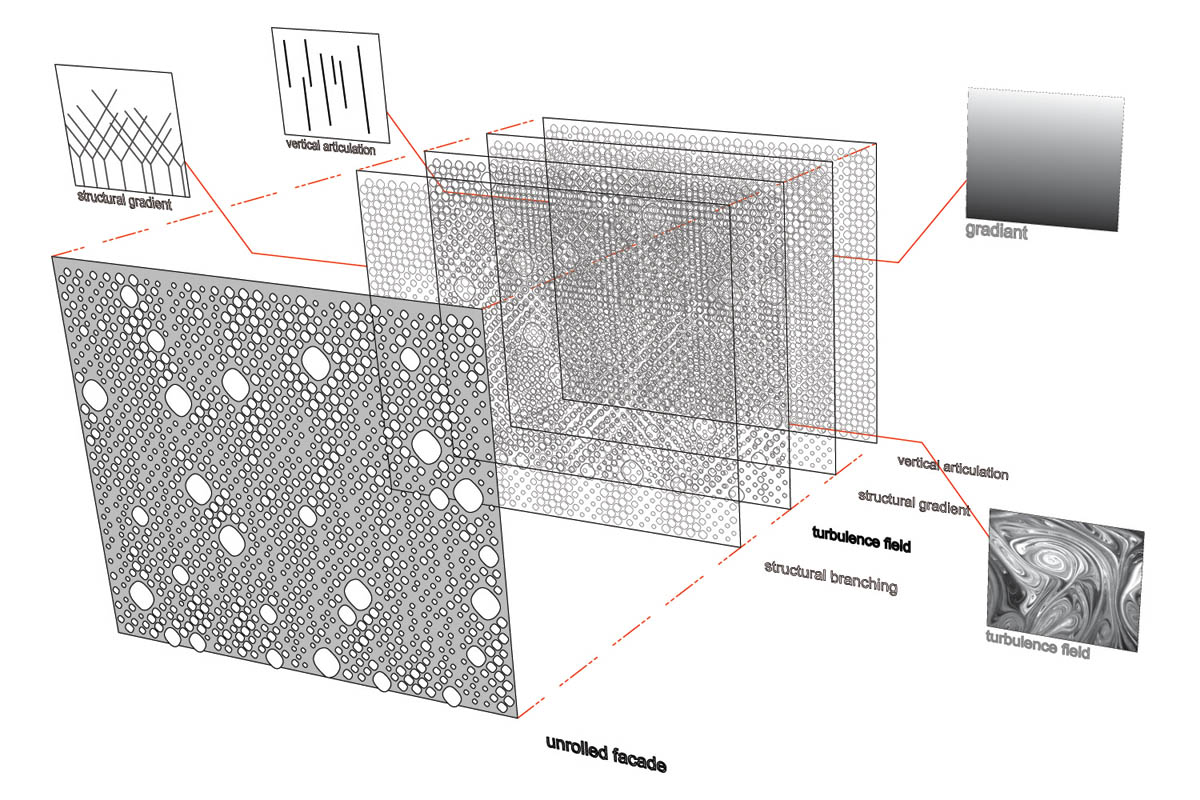 vertical articulation
structural gradient
gradiant
vertical articulation
structural gradient
turbulence field
structural branching
turbulence field
unrolled facade